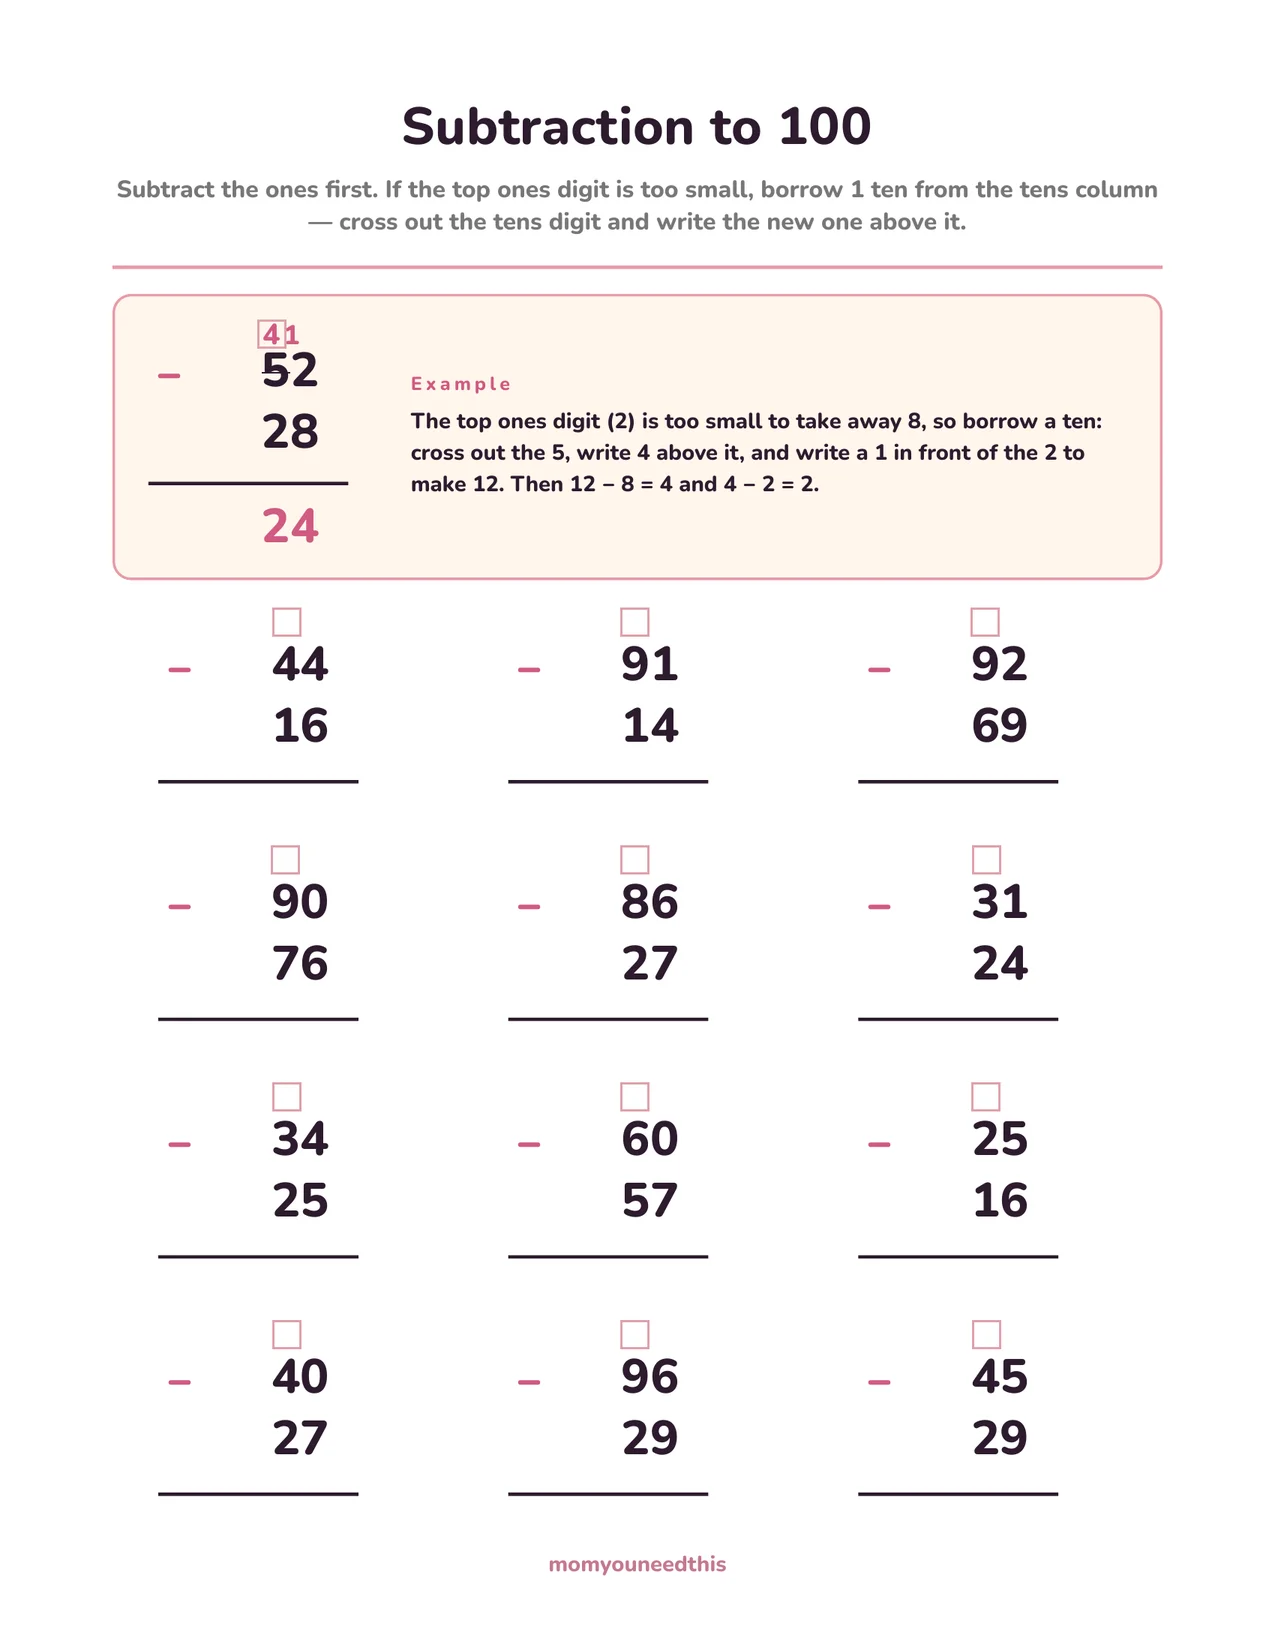 Subtraction to 100
Subtract the ones first. If the top ones digit is too small, borrow 1 ten from the tens column
— cross out the tens digit and write the new one above it.
41
– 52
28
24
Example
The top ones digit (2) is too small to take away 8, so borrow a ten:
cross out the 5, write 4 above it, and write a 1 in front of the 2 to
make 12. Then 12 − 8 = 4 and 4 − 2 = 2.
– 44 – 91 – 92
16 14 69
– 90 – 86 – 31
76 27 24
– 34 – 60 – 25
25 57 16
– 40 – 96 – 45
27 29 29
momyouneedthis